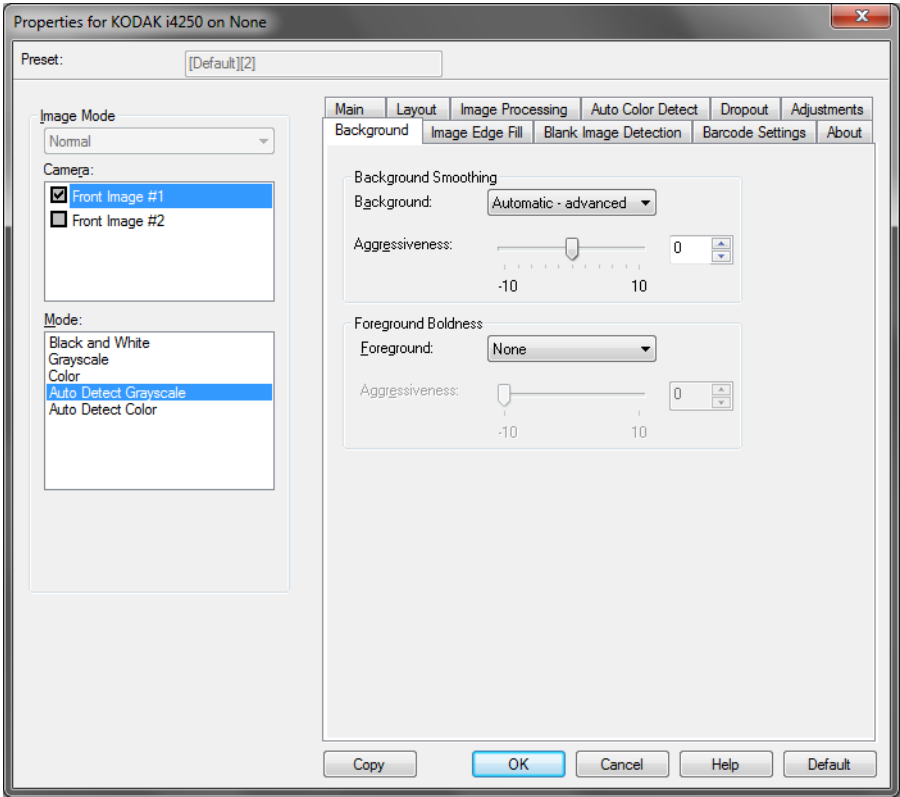 Properties for KODAK i4250 on None
Preset: [Default][2]
Image Mode
Normal
Camera:
Front Image #1
Front Image #2
Mode:
Black and White
Grayscale
Color
Auto Detect Grayscale
Auto Detect Color
Main Layout Image Processing Auto Color Detect Dropout Adjustments
Background Image Edge Fill Blank Image Detection Barcode Settings About
Background Smoothing
Background: Automatic - advanced
Aggressiveness: 0
-10 10
Foreground Boldness
Foreground: None
Aggressiveness: 0
-10 10
Copy OK Cancel Help Default